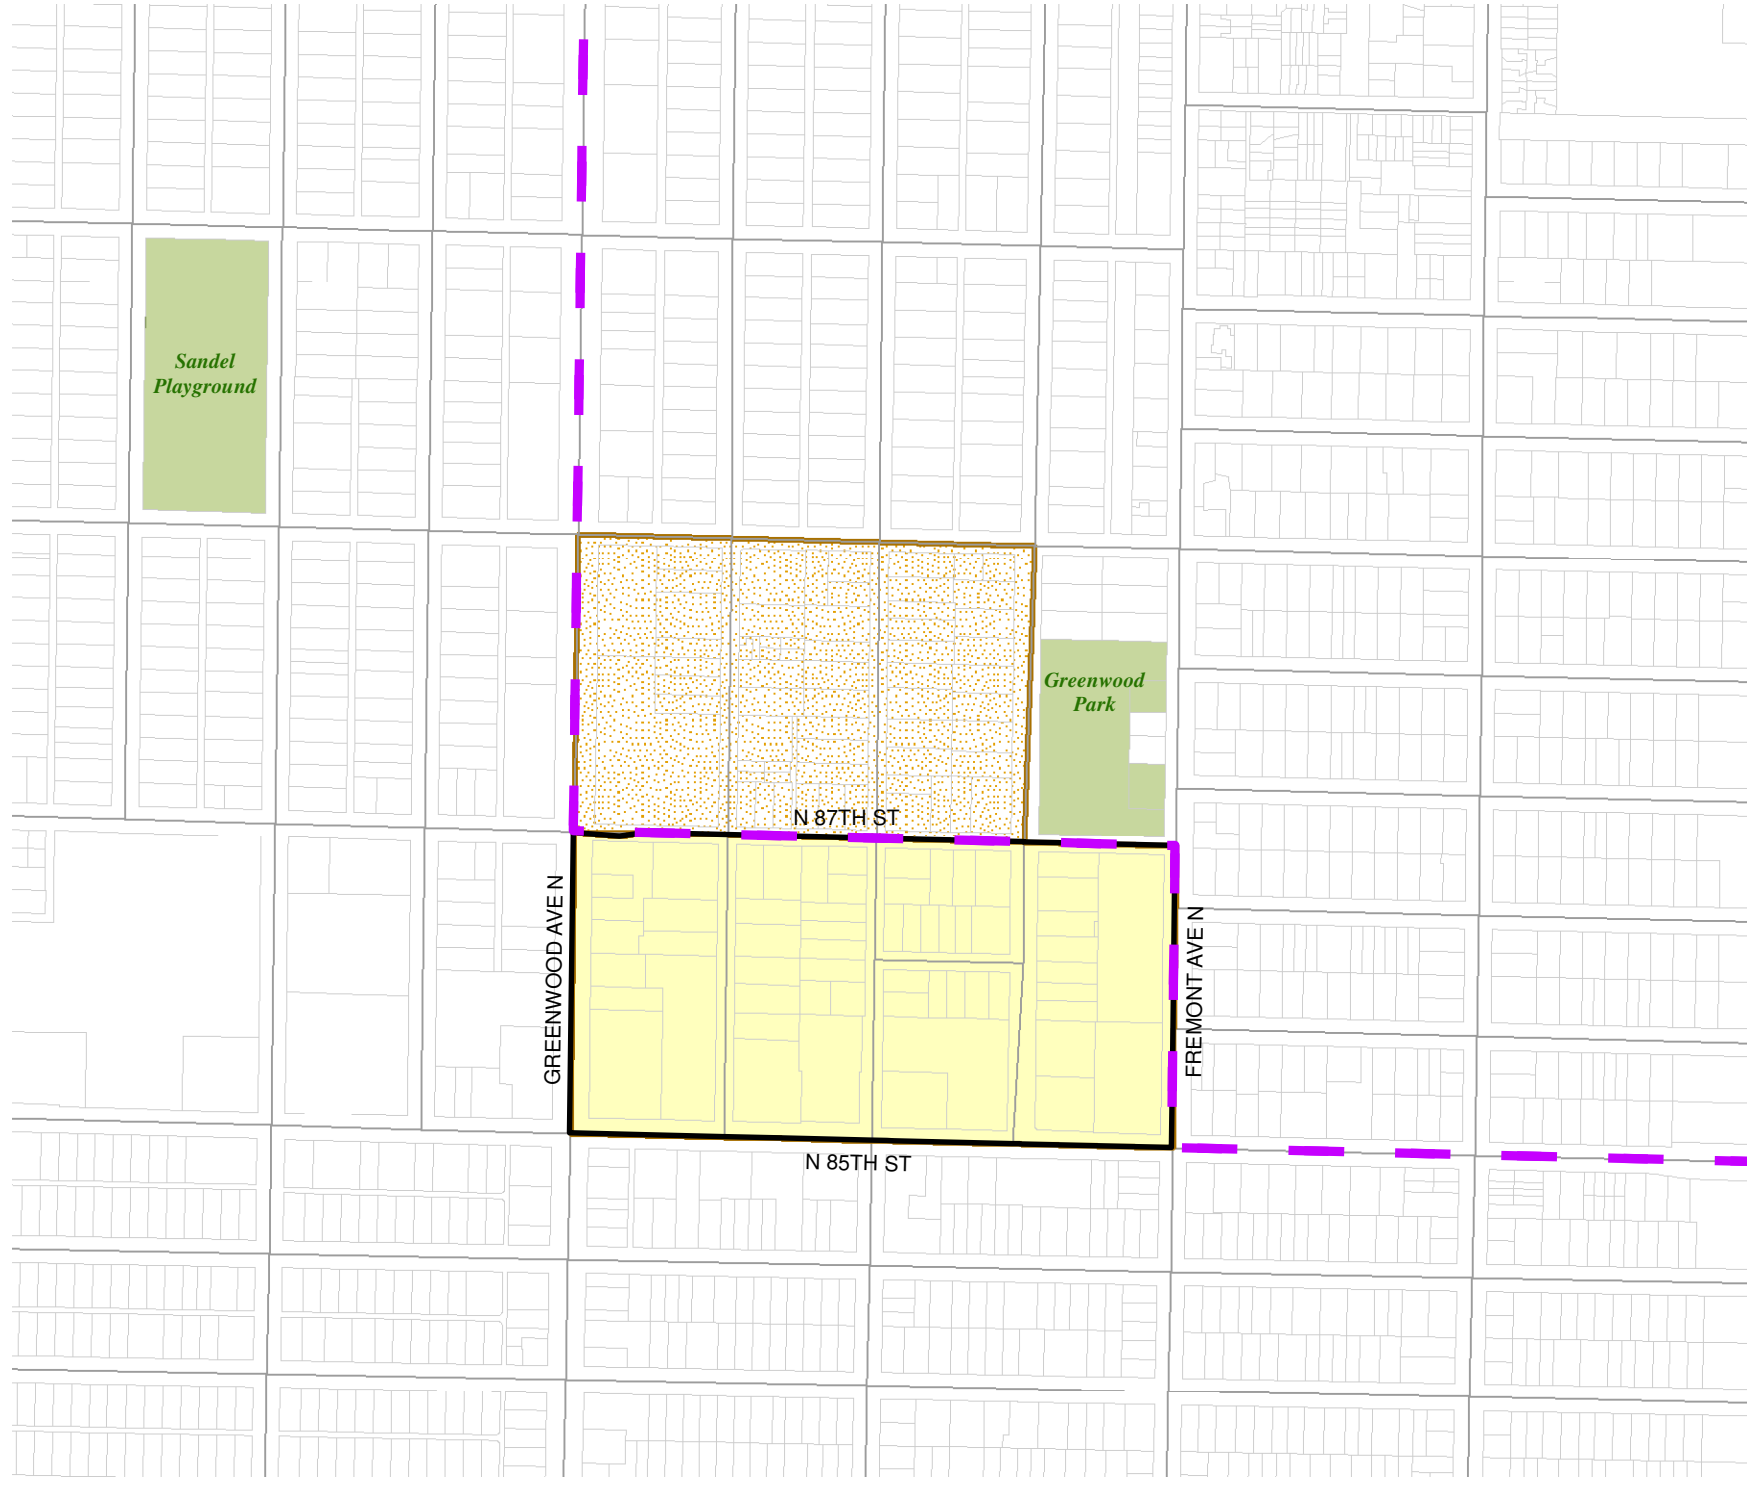 Sandel
Playground
Greenwood
Park
N 87TH ST
GREENWOOD AVE N
FREMONT AVE N
N 85TH ST